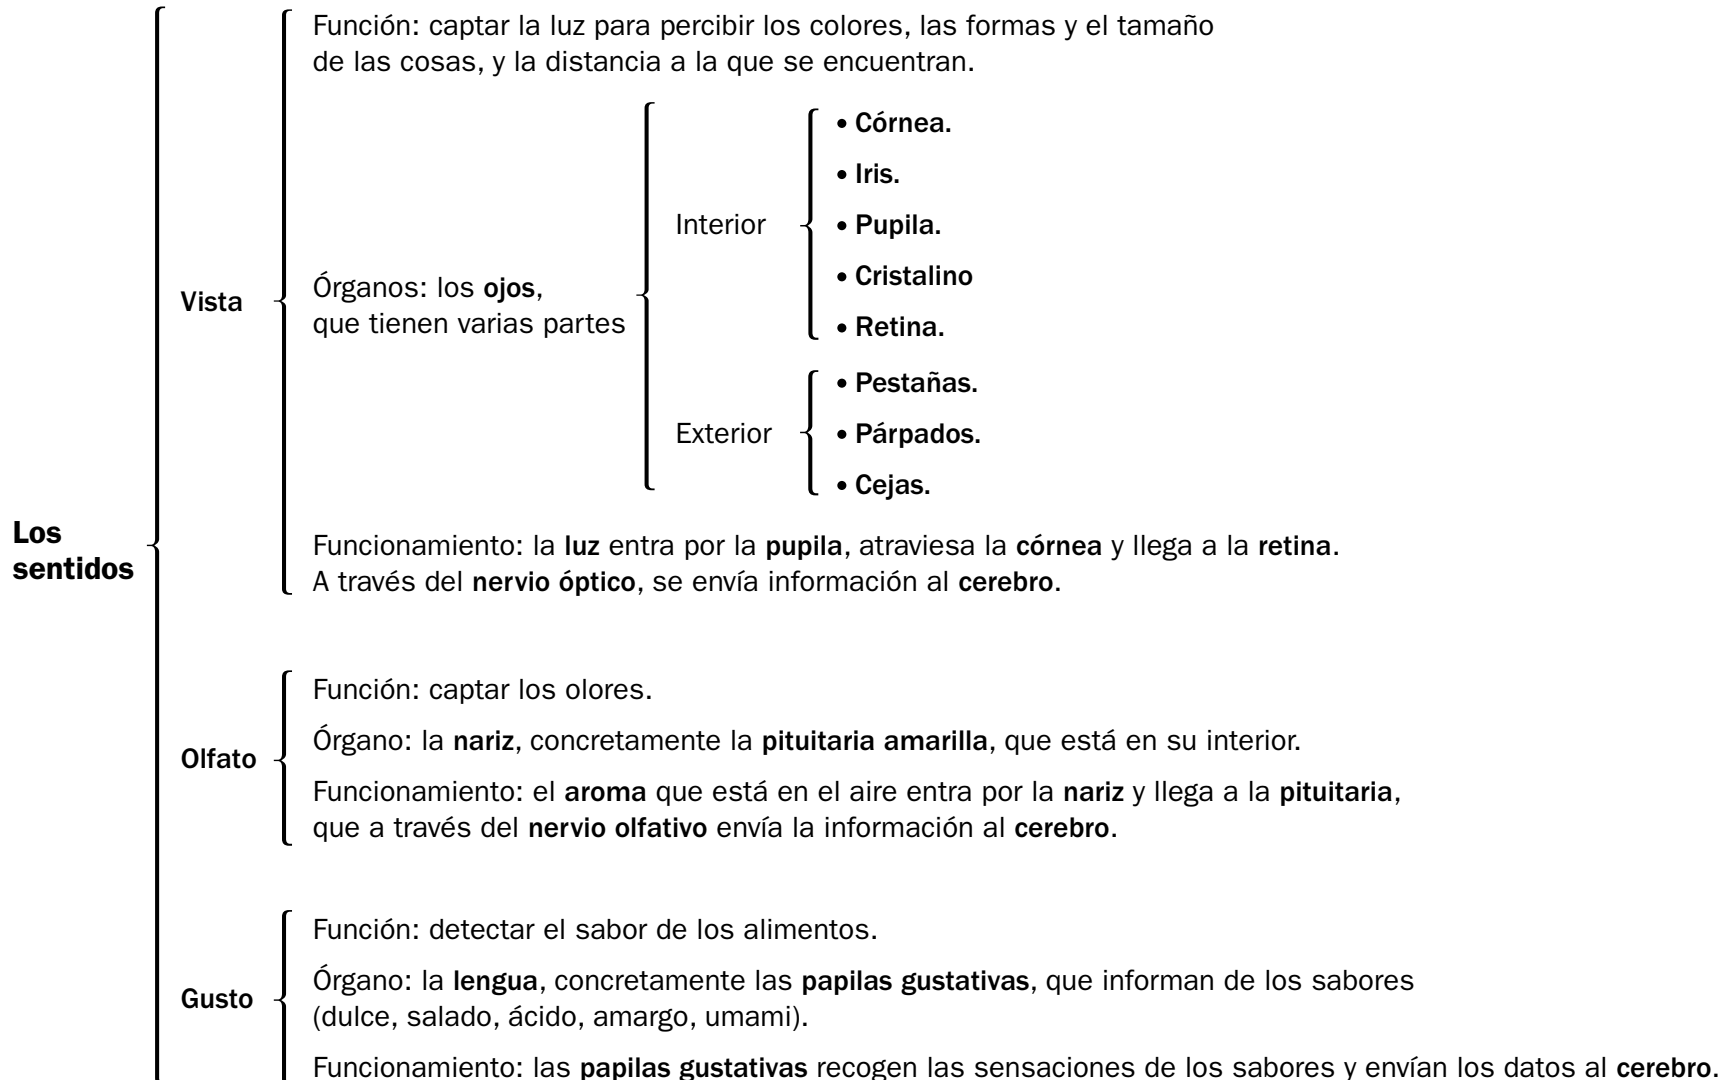 Los
sentidos
Vista
Función: captar la luz para percibir los colores, las formas y el tamaño
de las cosas, y la distancia a la que se encuentran.
Órganos: los ojos,
que tienen varias partes
Interior
• Córnea.
• Iris.
• Pupila.
• Cristalino
• Retina.
Exterior
• Pestañas.
• Párpados.
• Cejas.
Funcionamiento: la luz entra por la pupila, atraviesa la córnea y llega a la retina.
A través del nervio óptico, se envía información al cerebro.
Olfato
Función: captar los olores.
Órgano: la nariz, concretamente la pituitaria amarilla, que está en su interior.
Funcionamiento: el aroma que está en el aire entra por la nariz y llega a la pituitaria,
que a través del nervio olfativo envía la información al cerebro.
Gusto
Función: detectar el sabor de los alimentos.
Órgano: la lengua, concretamente las papilas gustativas, que informan de los sabores
(dulce, salado, ácido, amargo, umami).
Funcionamiento: las papilas gustativas recogen las sensaciones de los sabores y envían los datos al cerebro.